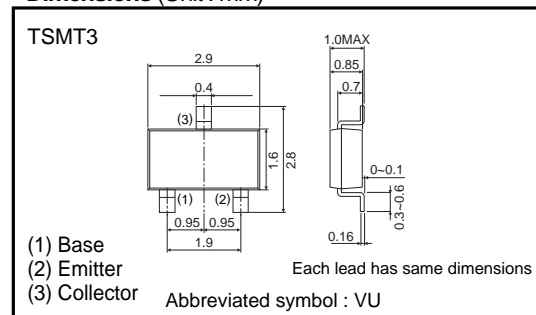 Dimensions (Unit : mm)
TSMT3
1.0MAX
2.9
0.85
0.4
0.7
(3)
1.6
2.8
0~0.1
(1) (2)
0.3~0.6
0.95 0.95
0.16
1.9
(1) Base
(2) Emitter
(3) Collector
Each lead has same dimensions
Abbreviated symbol : VU